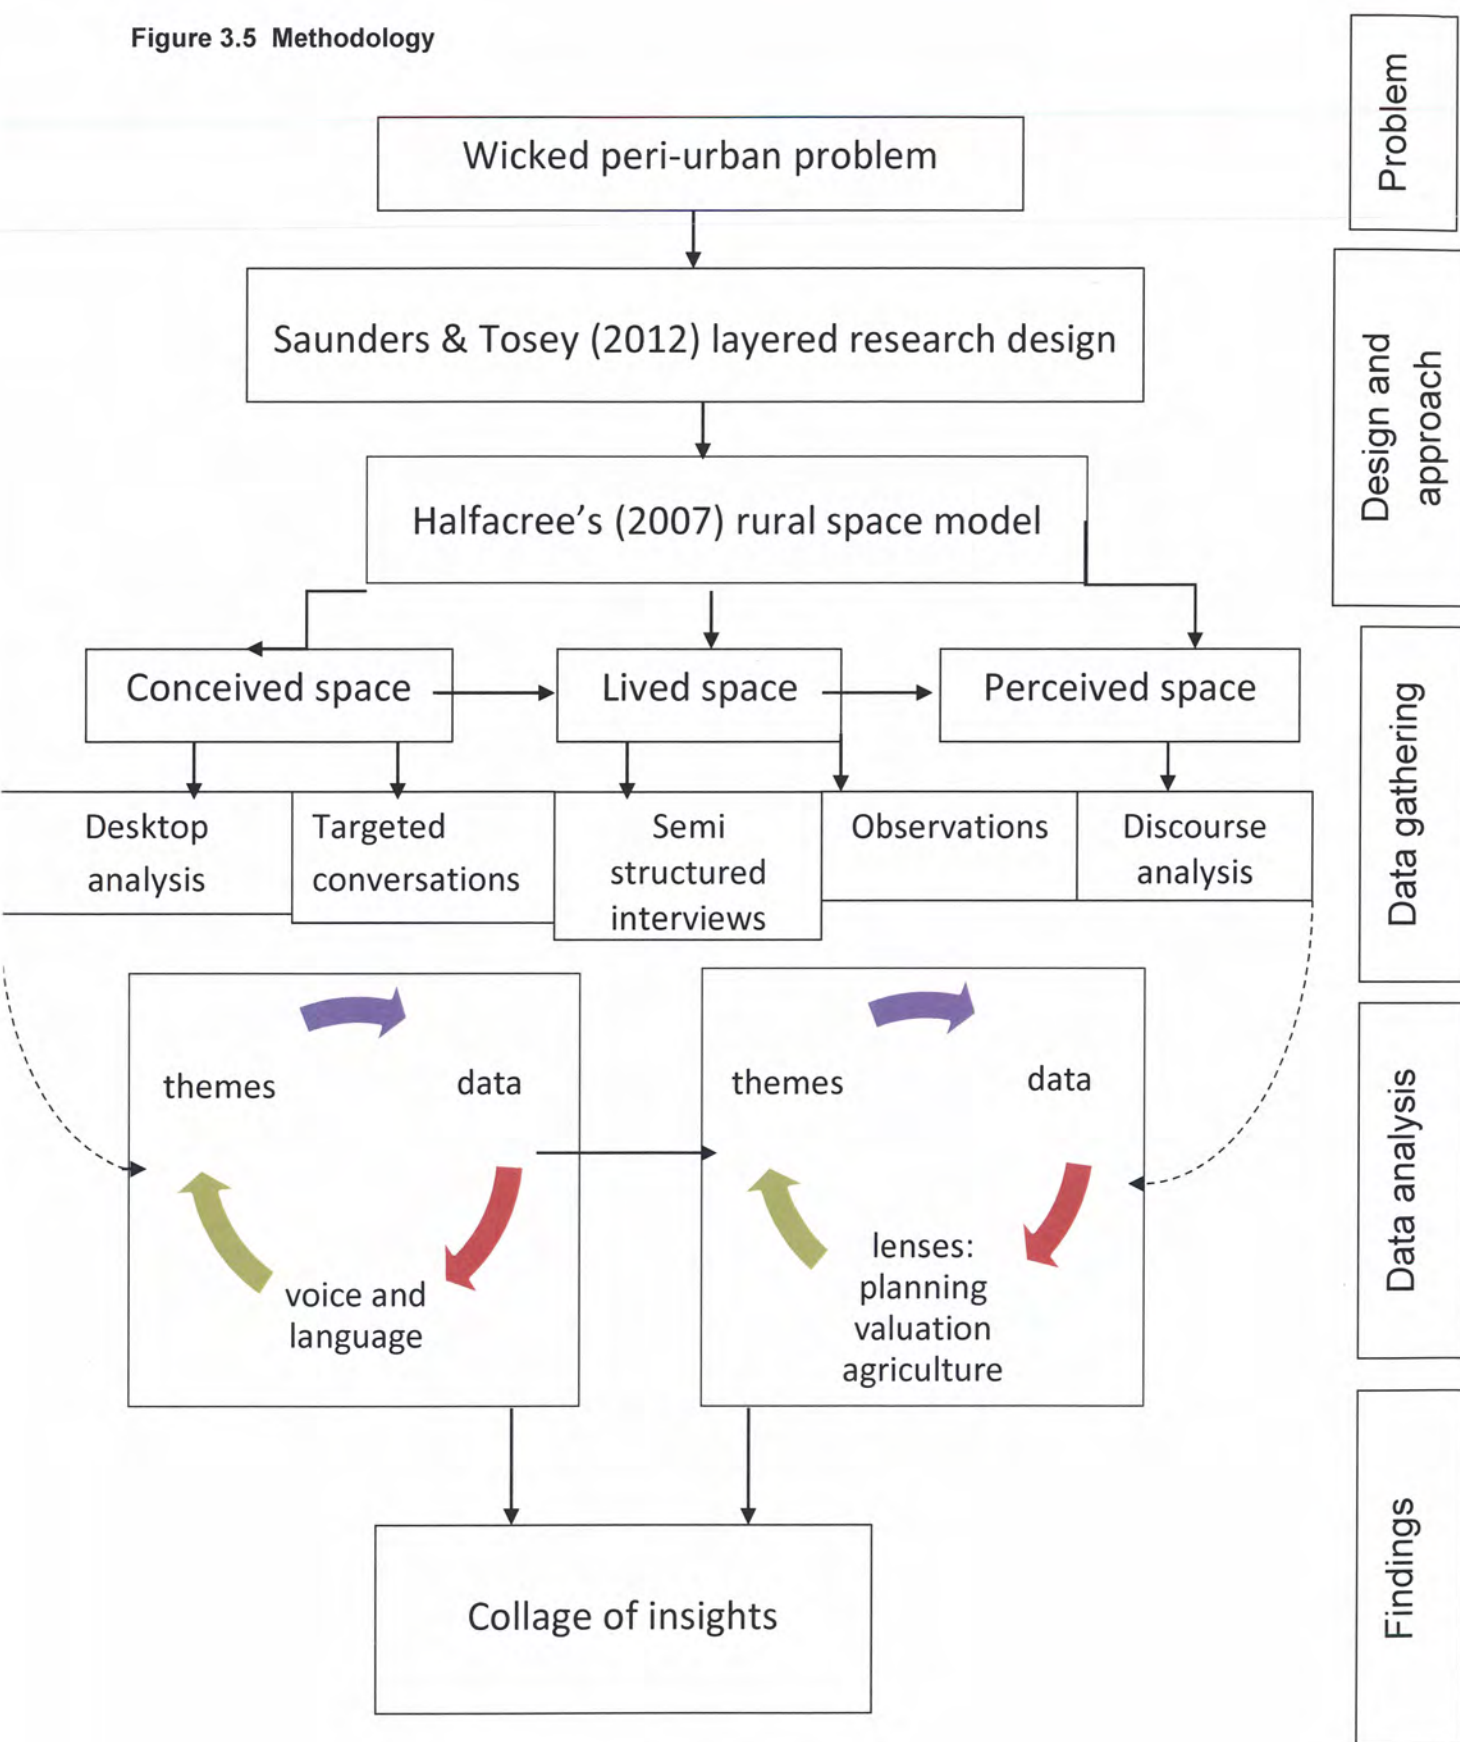 Figure 3.5 Methodology
Problem
Wicked peri-urban problem
Saunders & Tosey (2012) layered research design
Design and
approach
Halfacree’s (2007) rural space model
Conceived space
Lived space
Perceived space
Data gathering
Desktop
analysis
Targeted
conversations
Semi
structured
interviews
Observations
Discourse
analysis
themes
data
voice and
language
themes
data
lenses:
planning
valuation
agriculture
Data analysis
Collage of insights
Findings